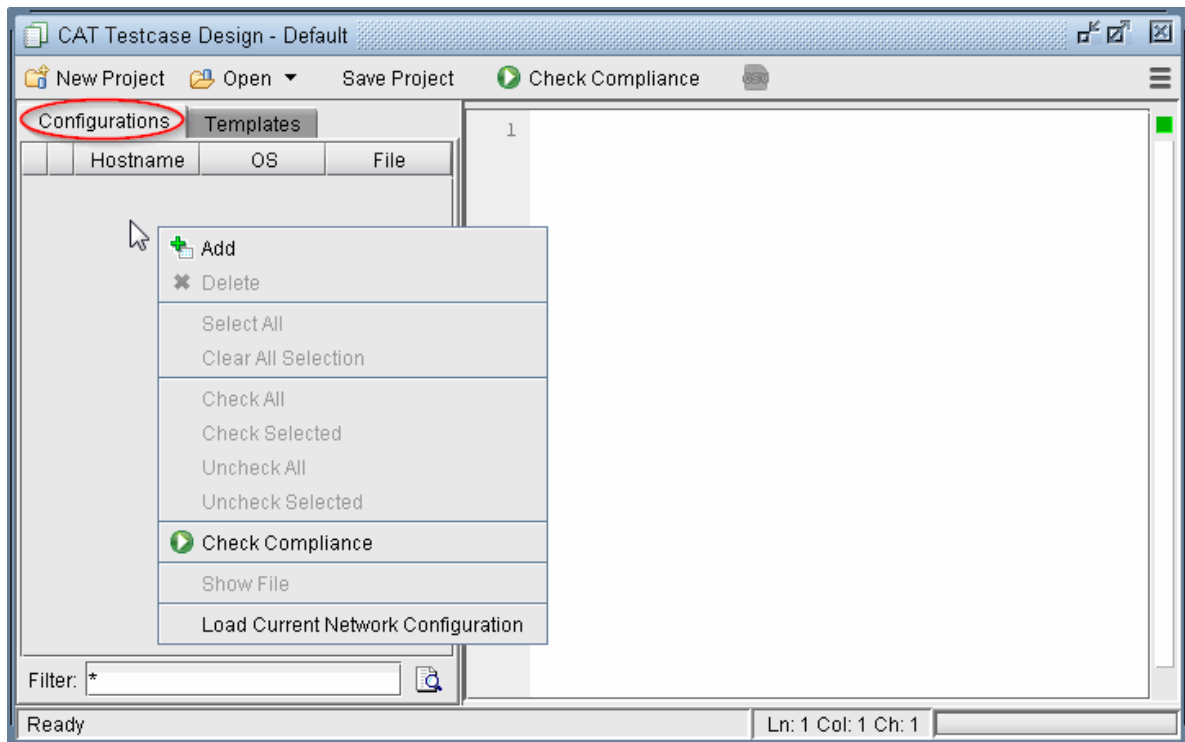 CAT Testcase Design - Default
New Project Open Save Project Check Compliance
Configurations Templates
Hostname OS File
1
Add
Delete
Select All
Clear All Selection
Check All
Check Selected
Uncheck All
Uncheck Selected
Check Compliance
Show File
Load Current Network Configuration
Filter: *
Ready Ln: 1 Col: 1 Ch: 1